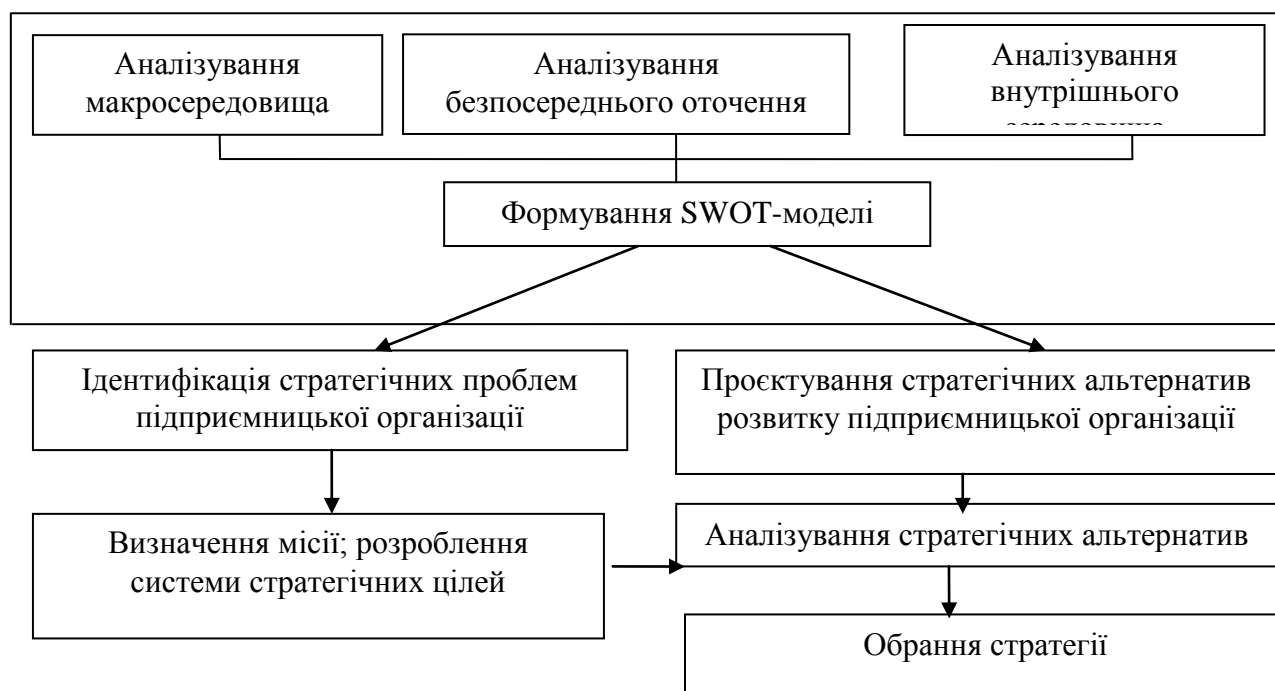 Аналізування
макросередовища
Аналізування
безпосереднього оточення
Аналізування
внутрішнього
Формування SWOT-моделі
Ідентифікація стратегічних проблем
підприємницької організації
Проєктування стратегічних альтернатив
розвитку підприємницької організації
Визначення місії; розроблення
системи стратегічних цілей
Аналізування стратегічних альтернатив
Обрання стратегії